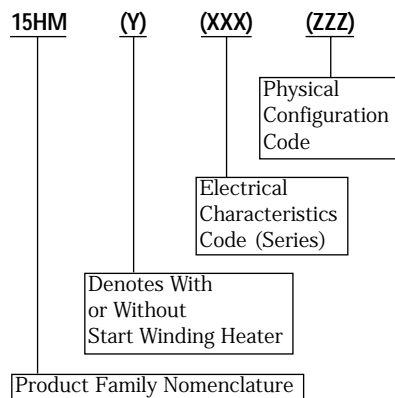 15HM (Y) (XXX) (ZZZ)
Physical
Configuration
Code
Electrical
Characteristics
Code (Series)
Denotes With
or Without
Start Winding Heater
Product Family Nomenclature